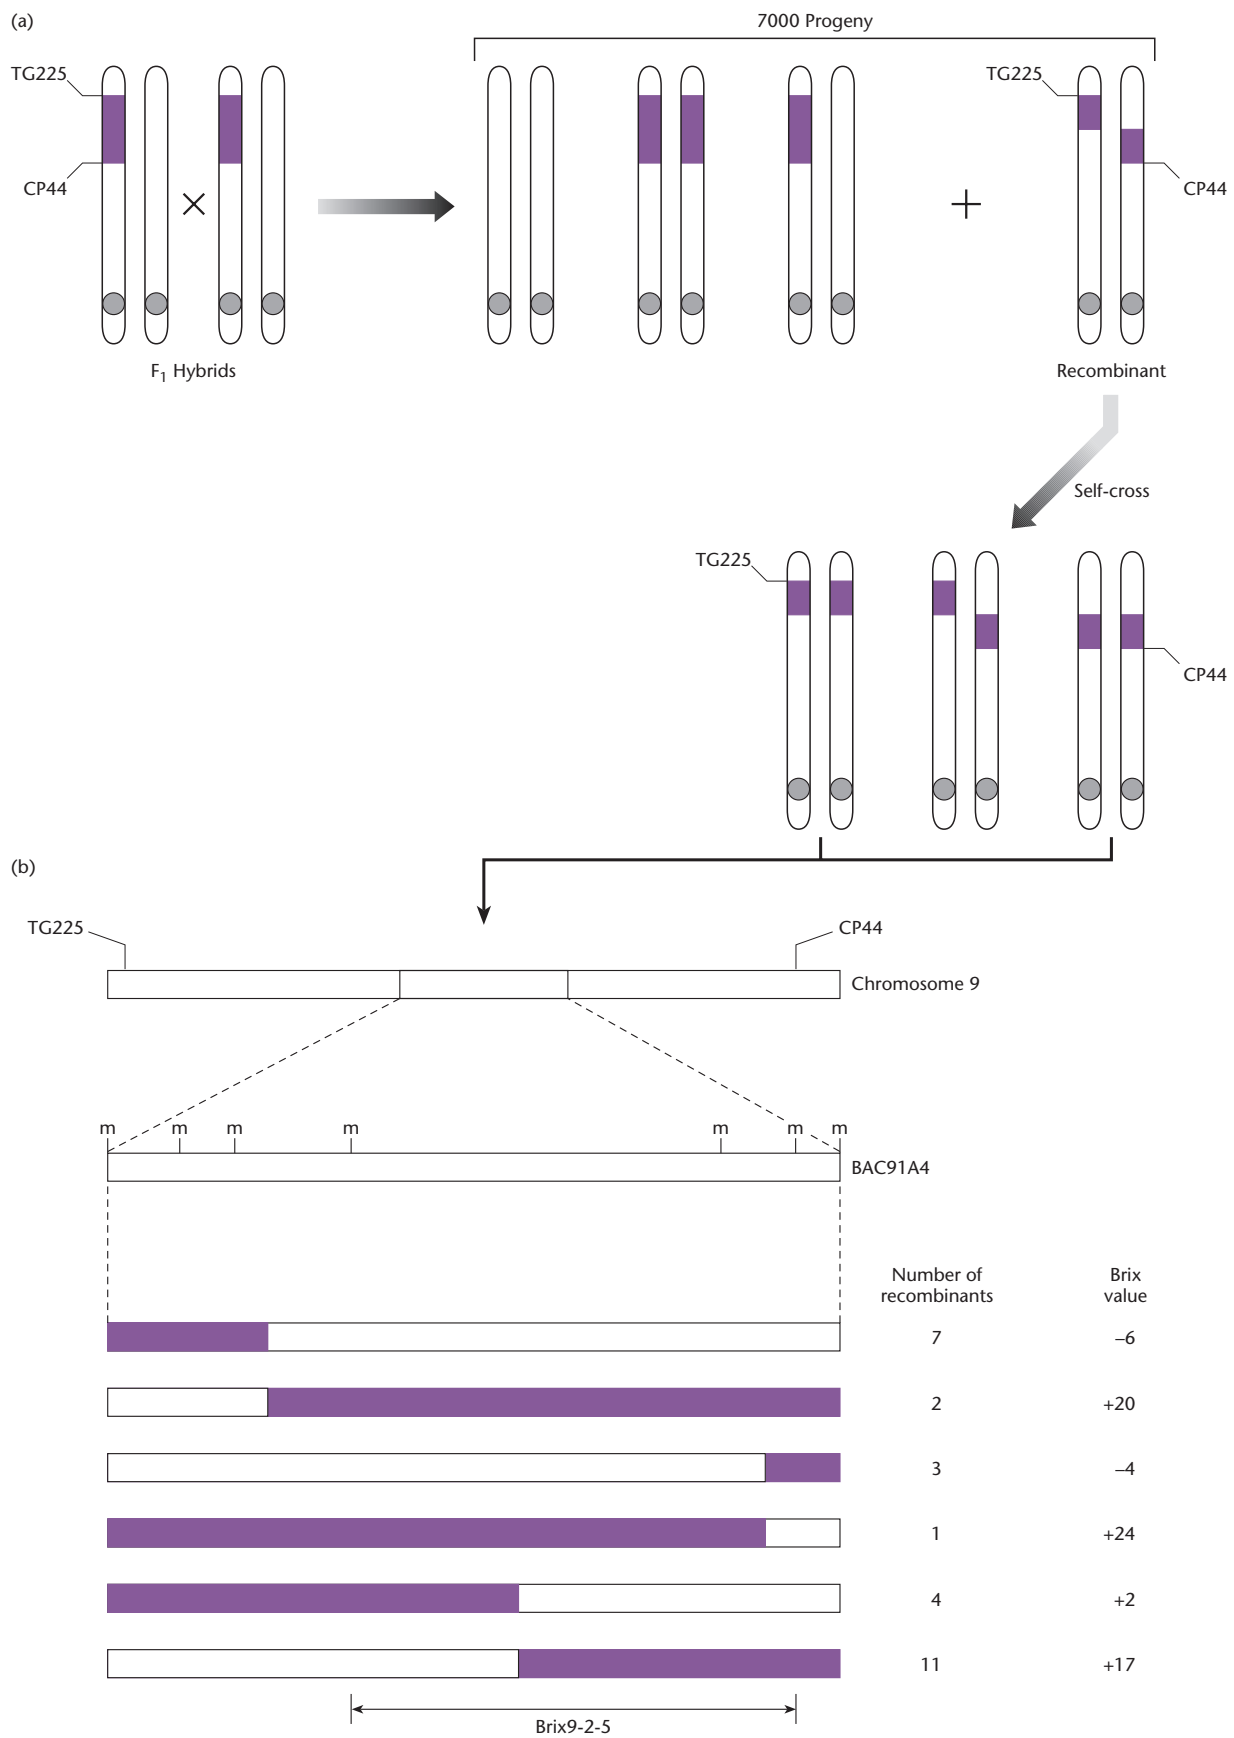 (a)
7000 Progeny
TG225
CP44
F1 Hybrids
TG225
CP44
Recombinant
Self-cross
TG225
CP44
(b)
TG225
CP44
Chromosome 9
m m m m m m m
BAC91A4
Number of recombinants
Brix value
7 –6
2 +20
3 –4
1 +24
4 +2
11 +17
Brix9-2-5